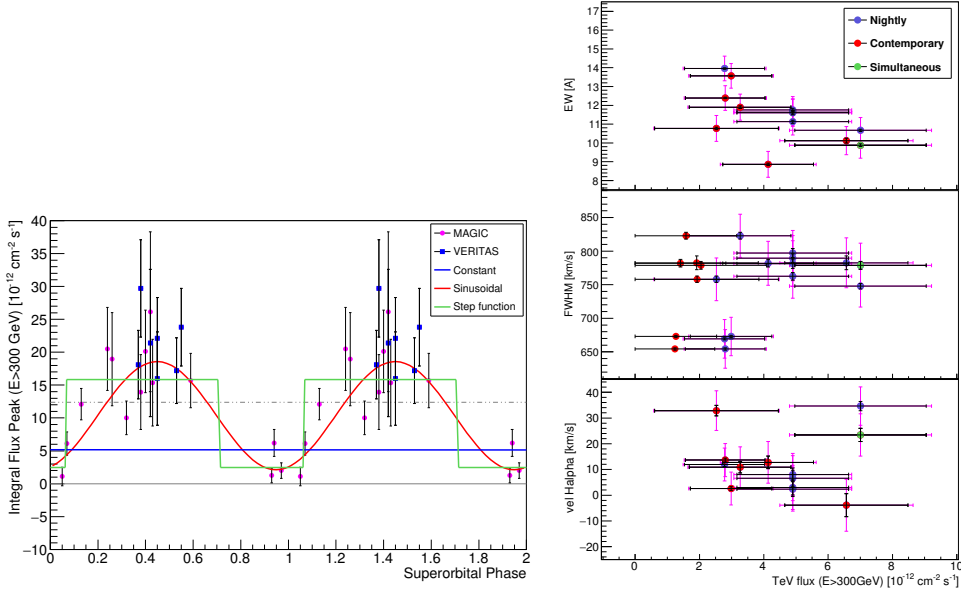 Integral Flux Peak (E>300 GeV) [10⁻¹² cm⁻² s⁻¹]
40
35
30
25
20
15
10
5
0
−5
−10
MAGIC
VERITAS
Constant
Sinusoidal
Step function
0 0.2 0.4 0.6 0.8 1 1.2 1.4 1.6 1.8 2
Superorbital Phase
EW [A]
17
16
15
14
13
12
11
10
9
8
Nightly
Contemporary
Simultaneous
FWHM [km/s]
850
800
750
700
650
vel Halpha [km/s]
40
30
20
10
0
−10
−20
0 2 4 6 8 10
TeV flux (E>300GeV) [10⁻¹² cm⁻² s⁻¹]